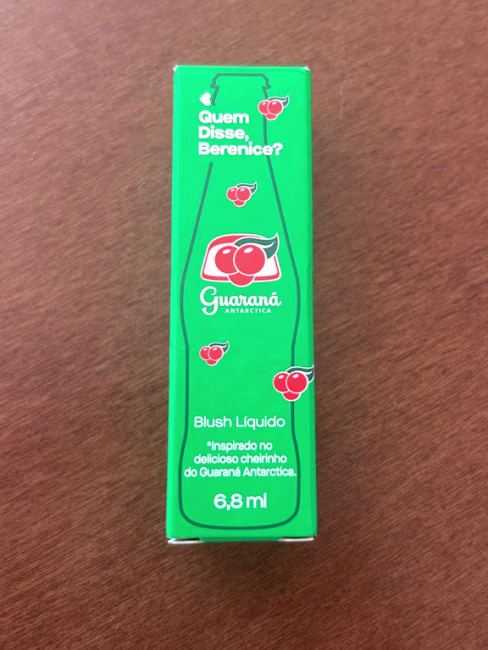 Quem
Disse,
Berenice?
Guaraná
ANTARCTICA
Blush Líquido
*Inspirado no
delicioso cheirinho
do Guaraná Antarctica.
6,8 ml